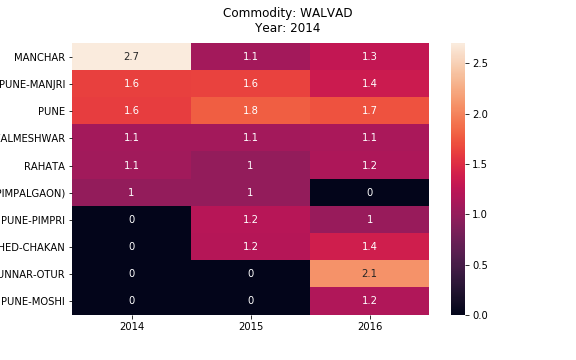 Commodity: WALVAD
Year: 2014
MANCHAR 2.7 1.1 1.3
PUNE-MANJRI 1.6 1.6 1.4
PUNE 1.6 1.8 1.7
ALMESHWAR 1.1 1.1 1.1
RAHATA 1.1 1 1.2
PIMPALGAON) 1 1 0
PUNE-PIMPRI 0 1.2 1
HED-CHAKAN 0 1.2 1.4
UNNAR-OTUR 0 0 2.1
PUNE-MOSHI 0 0 1.2
2014 2015 2016
2.5
2.0
1.5
1.0
0.5
0.0